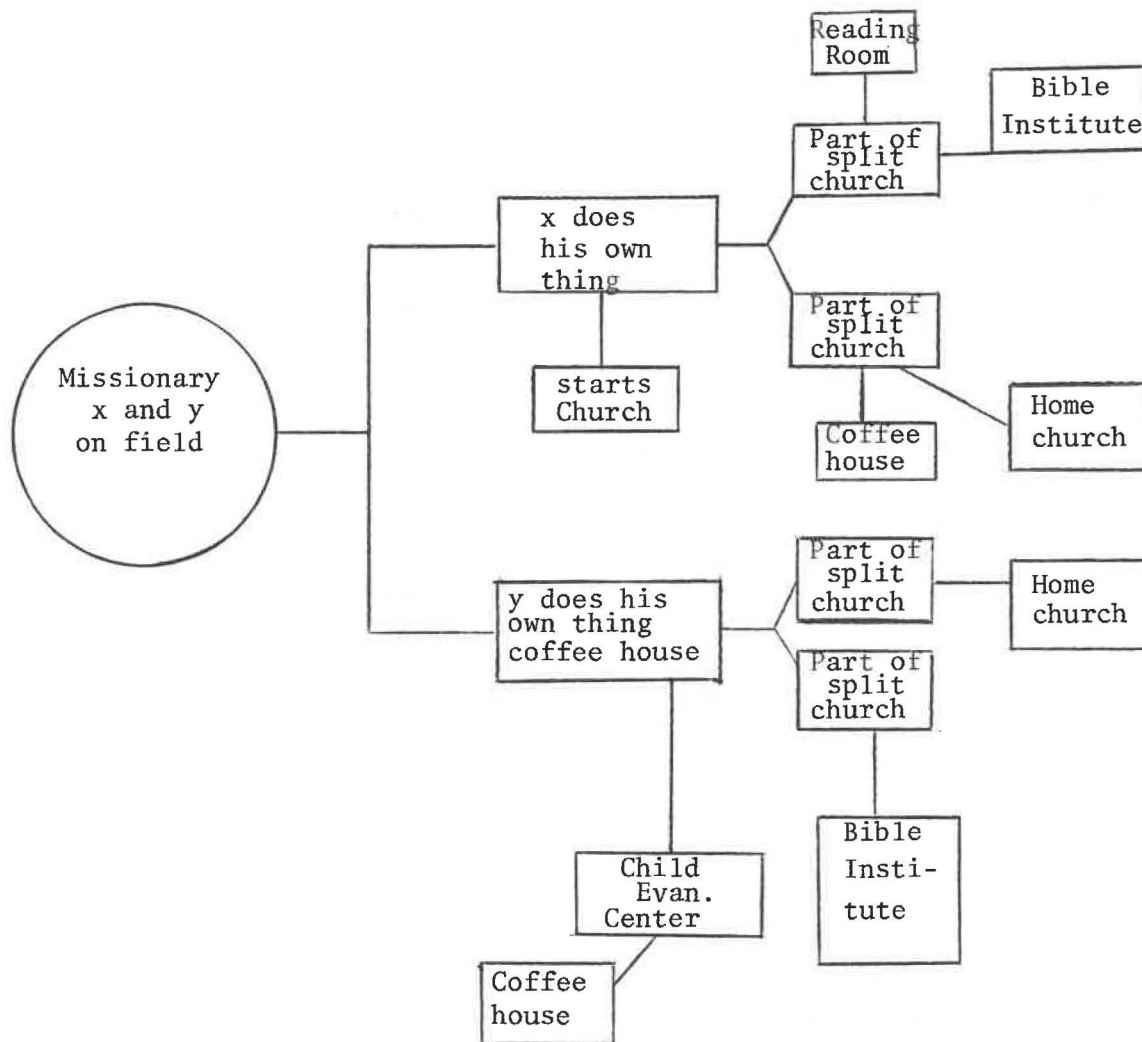 Missionary
x and y
on field
x does
his own
thing
starts
Church
Reading
Room
Part of
split
church
Bible
Institute
Part of
split
church
Coffee
house
Home
church
y does his
own thing
coffee house
Part of
split
church
Home
church
Part of
split
church
Bible
Insti-
tute
Child
Evan.
Center
Coffee
house